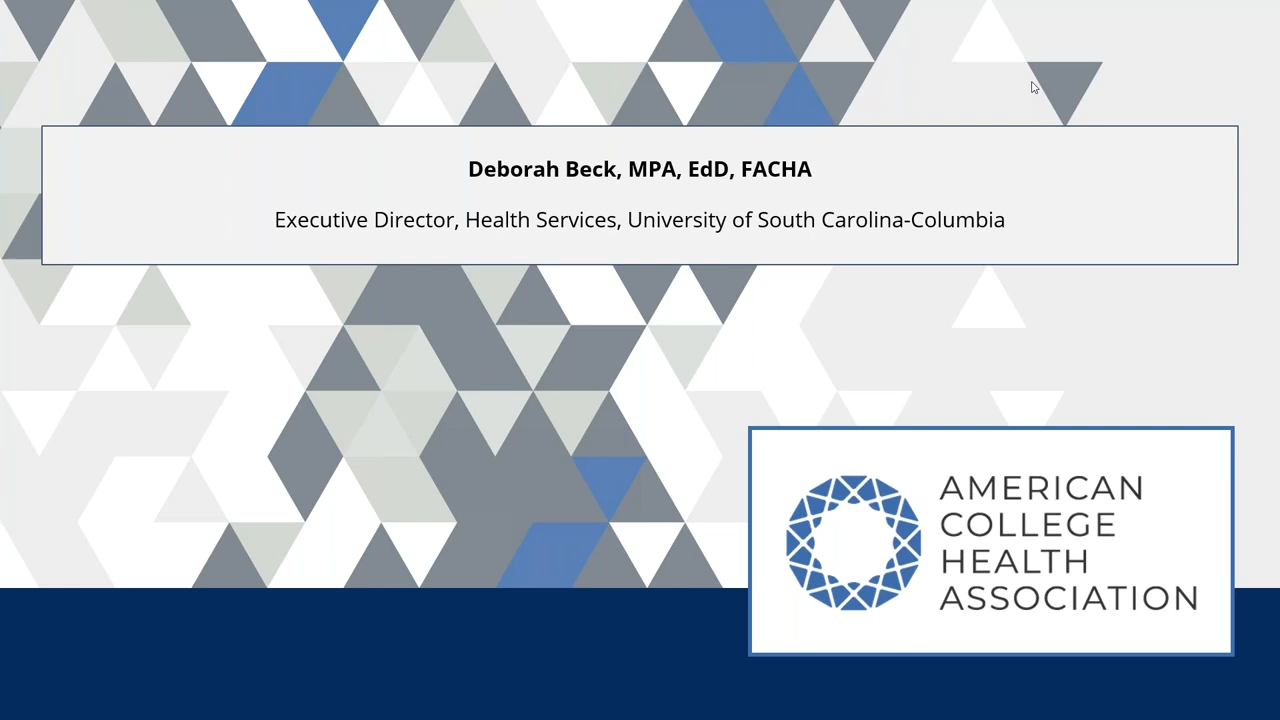 Deborah Beck, MPA, EdD, FACHA
Executive Director, Health Services, University of South Carolina-Columbia
AMERICAN
COLLEGE
HEALTH
ASSOCIATION